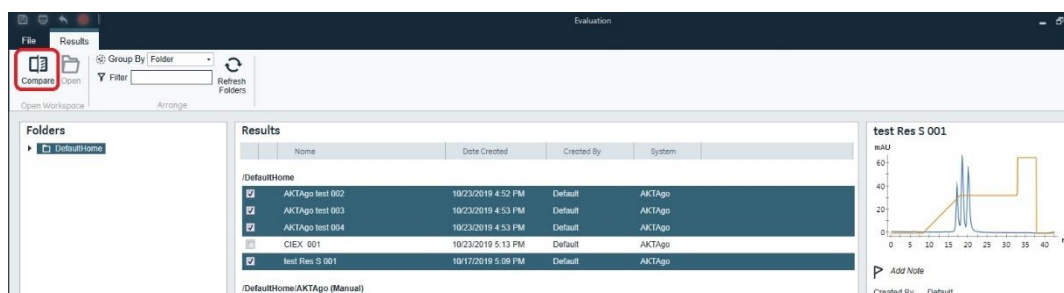 Evaluation
File Results
Compare
Open
Group By Folder
Filter
Refresh
Folders
Open Workspace
Arrange
Folders
DefaultHome
Results
Name Date Created Created By System
/DefaultHome
AKTAgo test 002 10/23/2019 4:52 PM Default AKTAgo
AKTAgo test 003 10/23/2019 4:53 PM Default AKTAgo
AKTAgo test 004 10/23/2019 4:53 PM Default AKTAgo
CIEX 001 10/23/2019 5:13 PM Default AKTAgo
test Res S 001 10/17/2019 5:09 PM Default AKTAgo
/DefaultHome/AKTAgo (Manual)
test Res S 001
mAU
60
40
20
0
0 5 10 15 20 25 30 35 40
Add Note
Created By Default